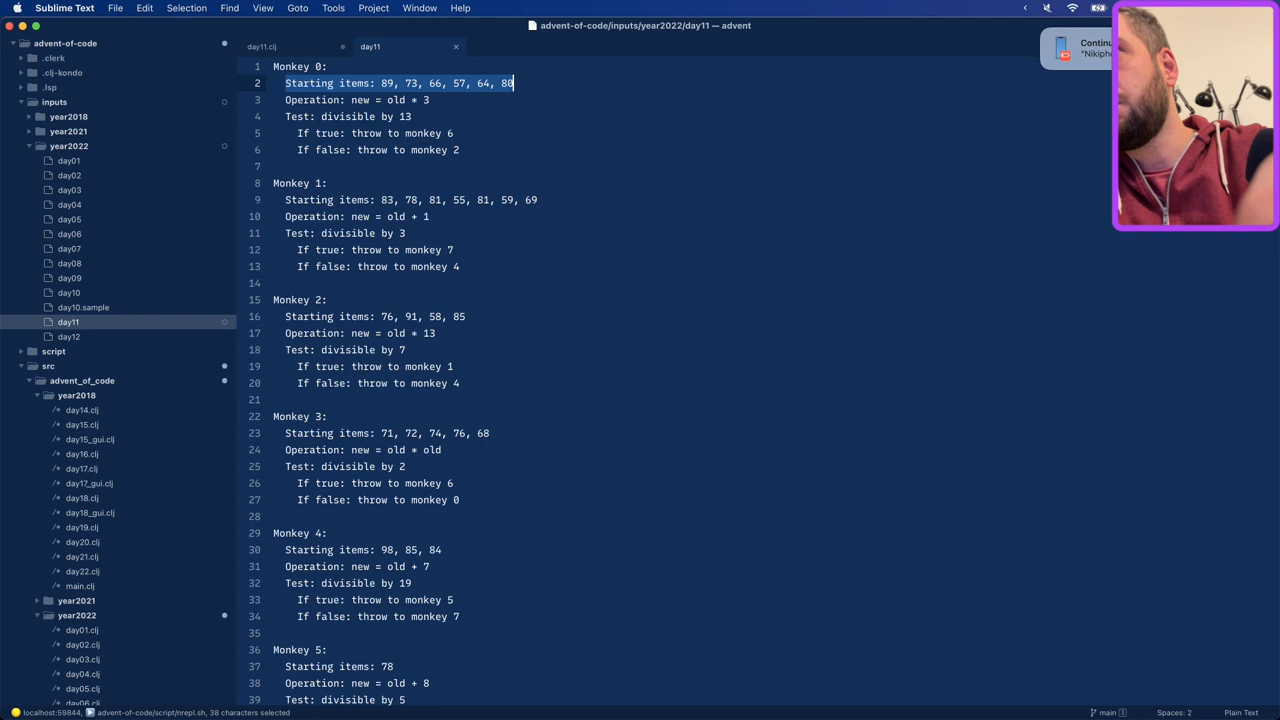 Sublime Text File Edit Selection Find View Goto Tools Project Window Help
advent-of-code/inputs/year2022/day11 — advent
advent-of-code
.clerk
.clj-kondo
.lsp
inputs
year2018
year2021
year2022
day01
day02
day03
day04
day05
day06
day07
day08
day09
day10
day10.sample
day11
day12
script
src
advent_of_code
year2018
day14.clj
day15.clj
day15_gui.clj
day16.clj
day17.clj
day17_gui.clj
day18.clj
day18_gui.clj
day19.clj
day20.clj
day21.clj
day22.clj
main.clj
year2021
year2022
day01.clj
day02.clj
day03.clj
day04.clj
day05.clj
day06.clj
day11.clj
day11
1 Monkey 0:
2 Starting items: 89, 73, 66, 57, 64, 80
3 Operation: new = old * 3
4 Test: divisible by 13
5 If true: throw to monkey 6
6 If false: throw to monkey 2
7
8 Monkey 1:
9 Starting items: 83, 78, 81, 55, 81, 59, 69
10 Operation: new = old + 1
11 Test: divisible by 3
12 If true: throw to monkey 7
13 If false: throw to monkey 4
14
15 Monkey 2:
16 Starting items: 76, 91, 58, 85
17 Operation: new = old * 13
18 Test: divisible by 7
19 If true: throw to monkey 1
20 If false: throw to monkey 4
21
22 Monkey 3:
23 Starting items: 71, 72, 74, 76, 68
24 Operation: new = old * old
25 Test: divisible by 2
26 If true: throw to monkey 6
27 If false: throw to monkey 0
28
29 Monkey 4:
30 Starting items: 98, 85, 84
31 Operation: new = old + 7
32 Test: divisible by 19
33 If true: throw to monkey 5
34 If false: throw to monkey 7
35
36 Monkey 5:
37 Starting items: 78
38 Operation: new = old + 8
39 Test: divisible by 5
Continu
"Nikiph
localhost:59844, advent-of-code/script/nrepl.sh, 38 characters selected
main 3
Spaces: 2
Plain Text